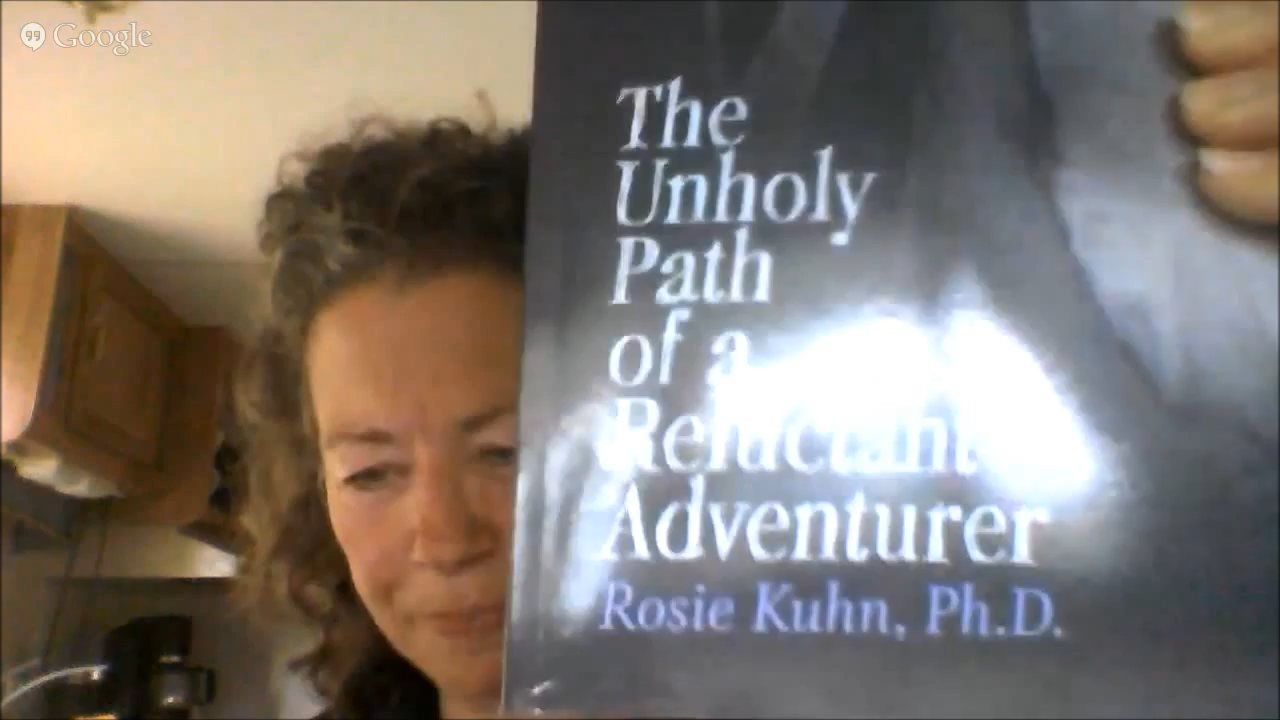 Google
The
Unholy
Path
of a
Reluctant
Adventurer
Rosie Kuhn, Ph.D.